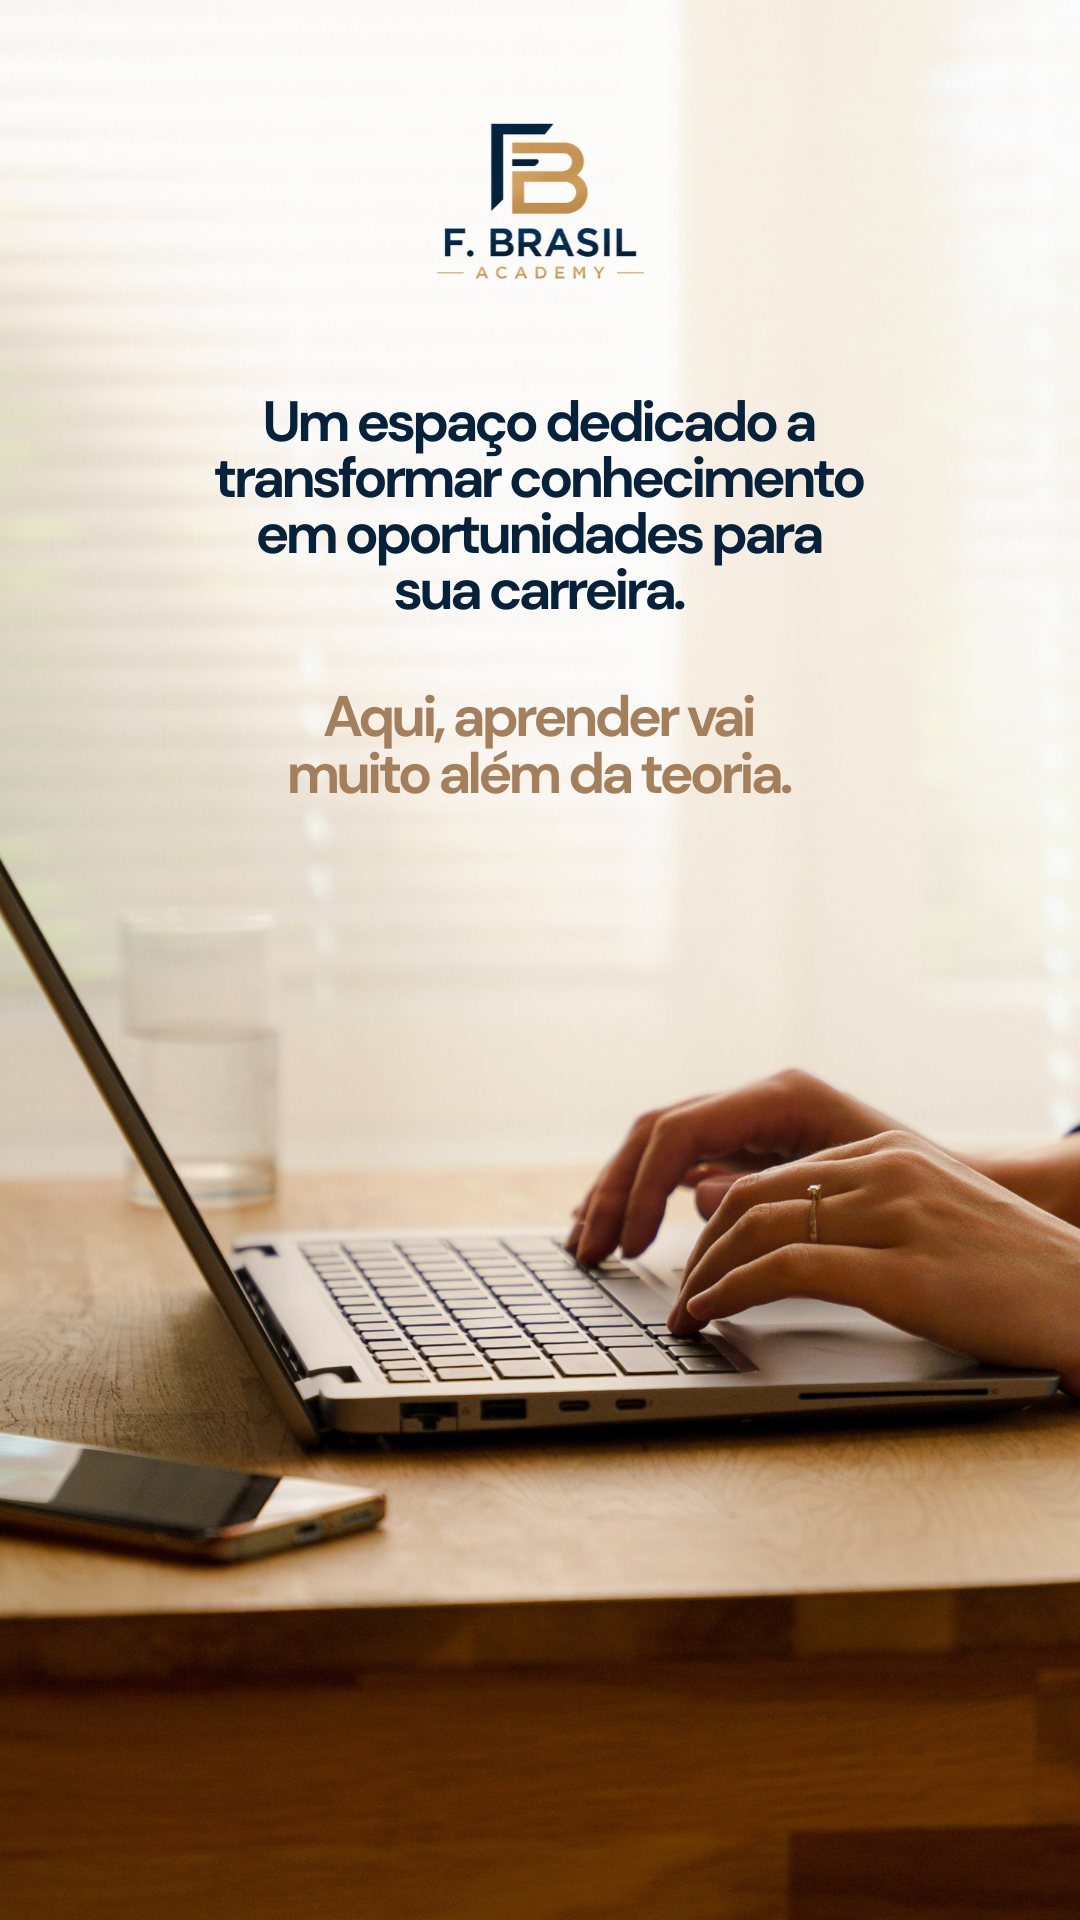 FB
F. BRASIL
ACADEMY
Um espaço dedicado a
transformar conhecimento
em oportunidades para
sua carreira.
Aqui, aprender vai
muito além da teoria.